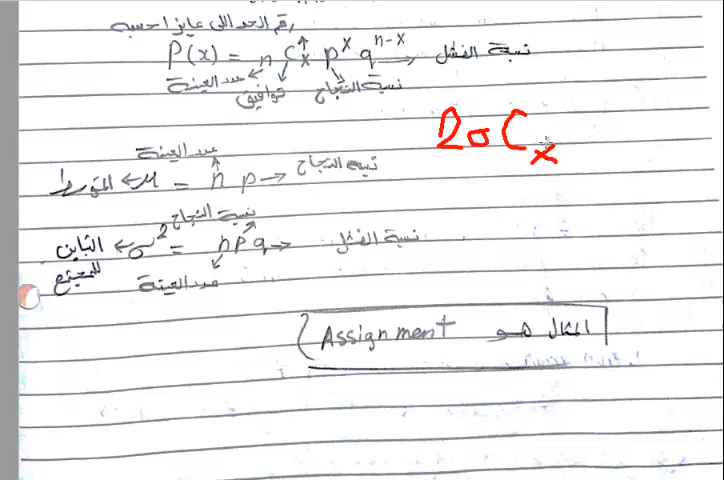 رقم الحد اللي عايز احسبه
P(x) = n C x p^x q^(n-x) → نسبة الفشل
عدد العينة توافيق نسبة النجاح
20 C x
عدد العينة
المتوسط ← μ = n p → نسبة النجاح
نسبة النجاح
التباين للمجتمع ← σ² = n p q → نسبة الفشل
عدد العينة
المثال هو Assignment